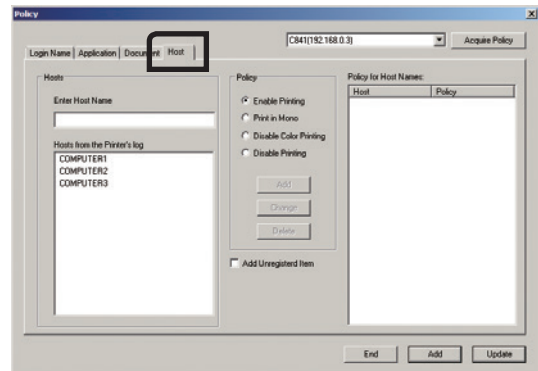 Policy
C841(192.168.0.3)
Acquire Policy
Login Name
Application
Document
Host
Hosts
Enter Host Name
Hosts from the Printer's log
COMPUTER1
COMPUTER2
COMPUTER3
Policy
Enable Printing
Print in Mono
Disable Color Printing
Disable Printing
Add
Change
Delete
Add Unregisterd Item
Policy for Host Names:
Host
Policy
End
Add
Update